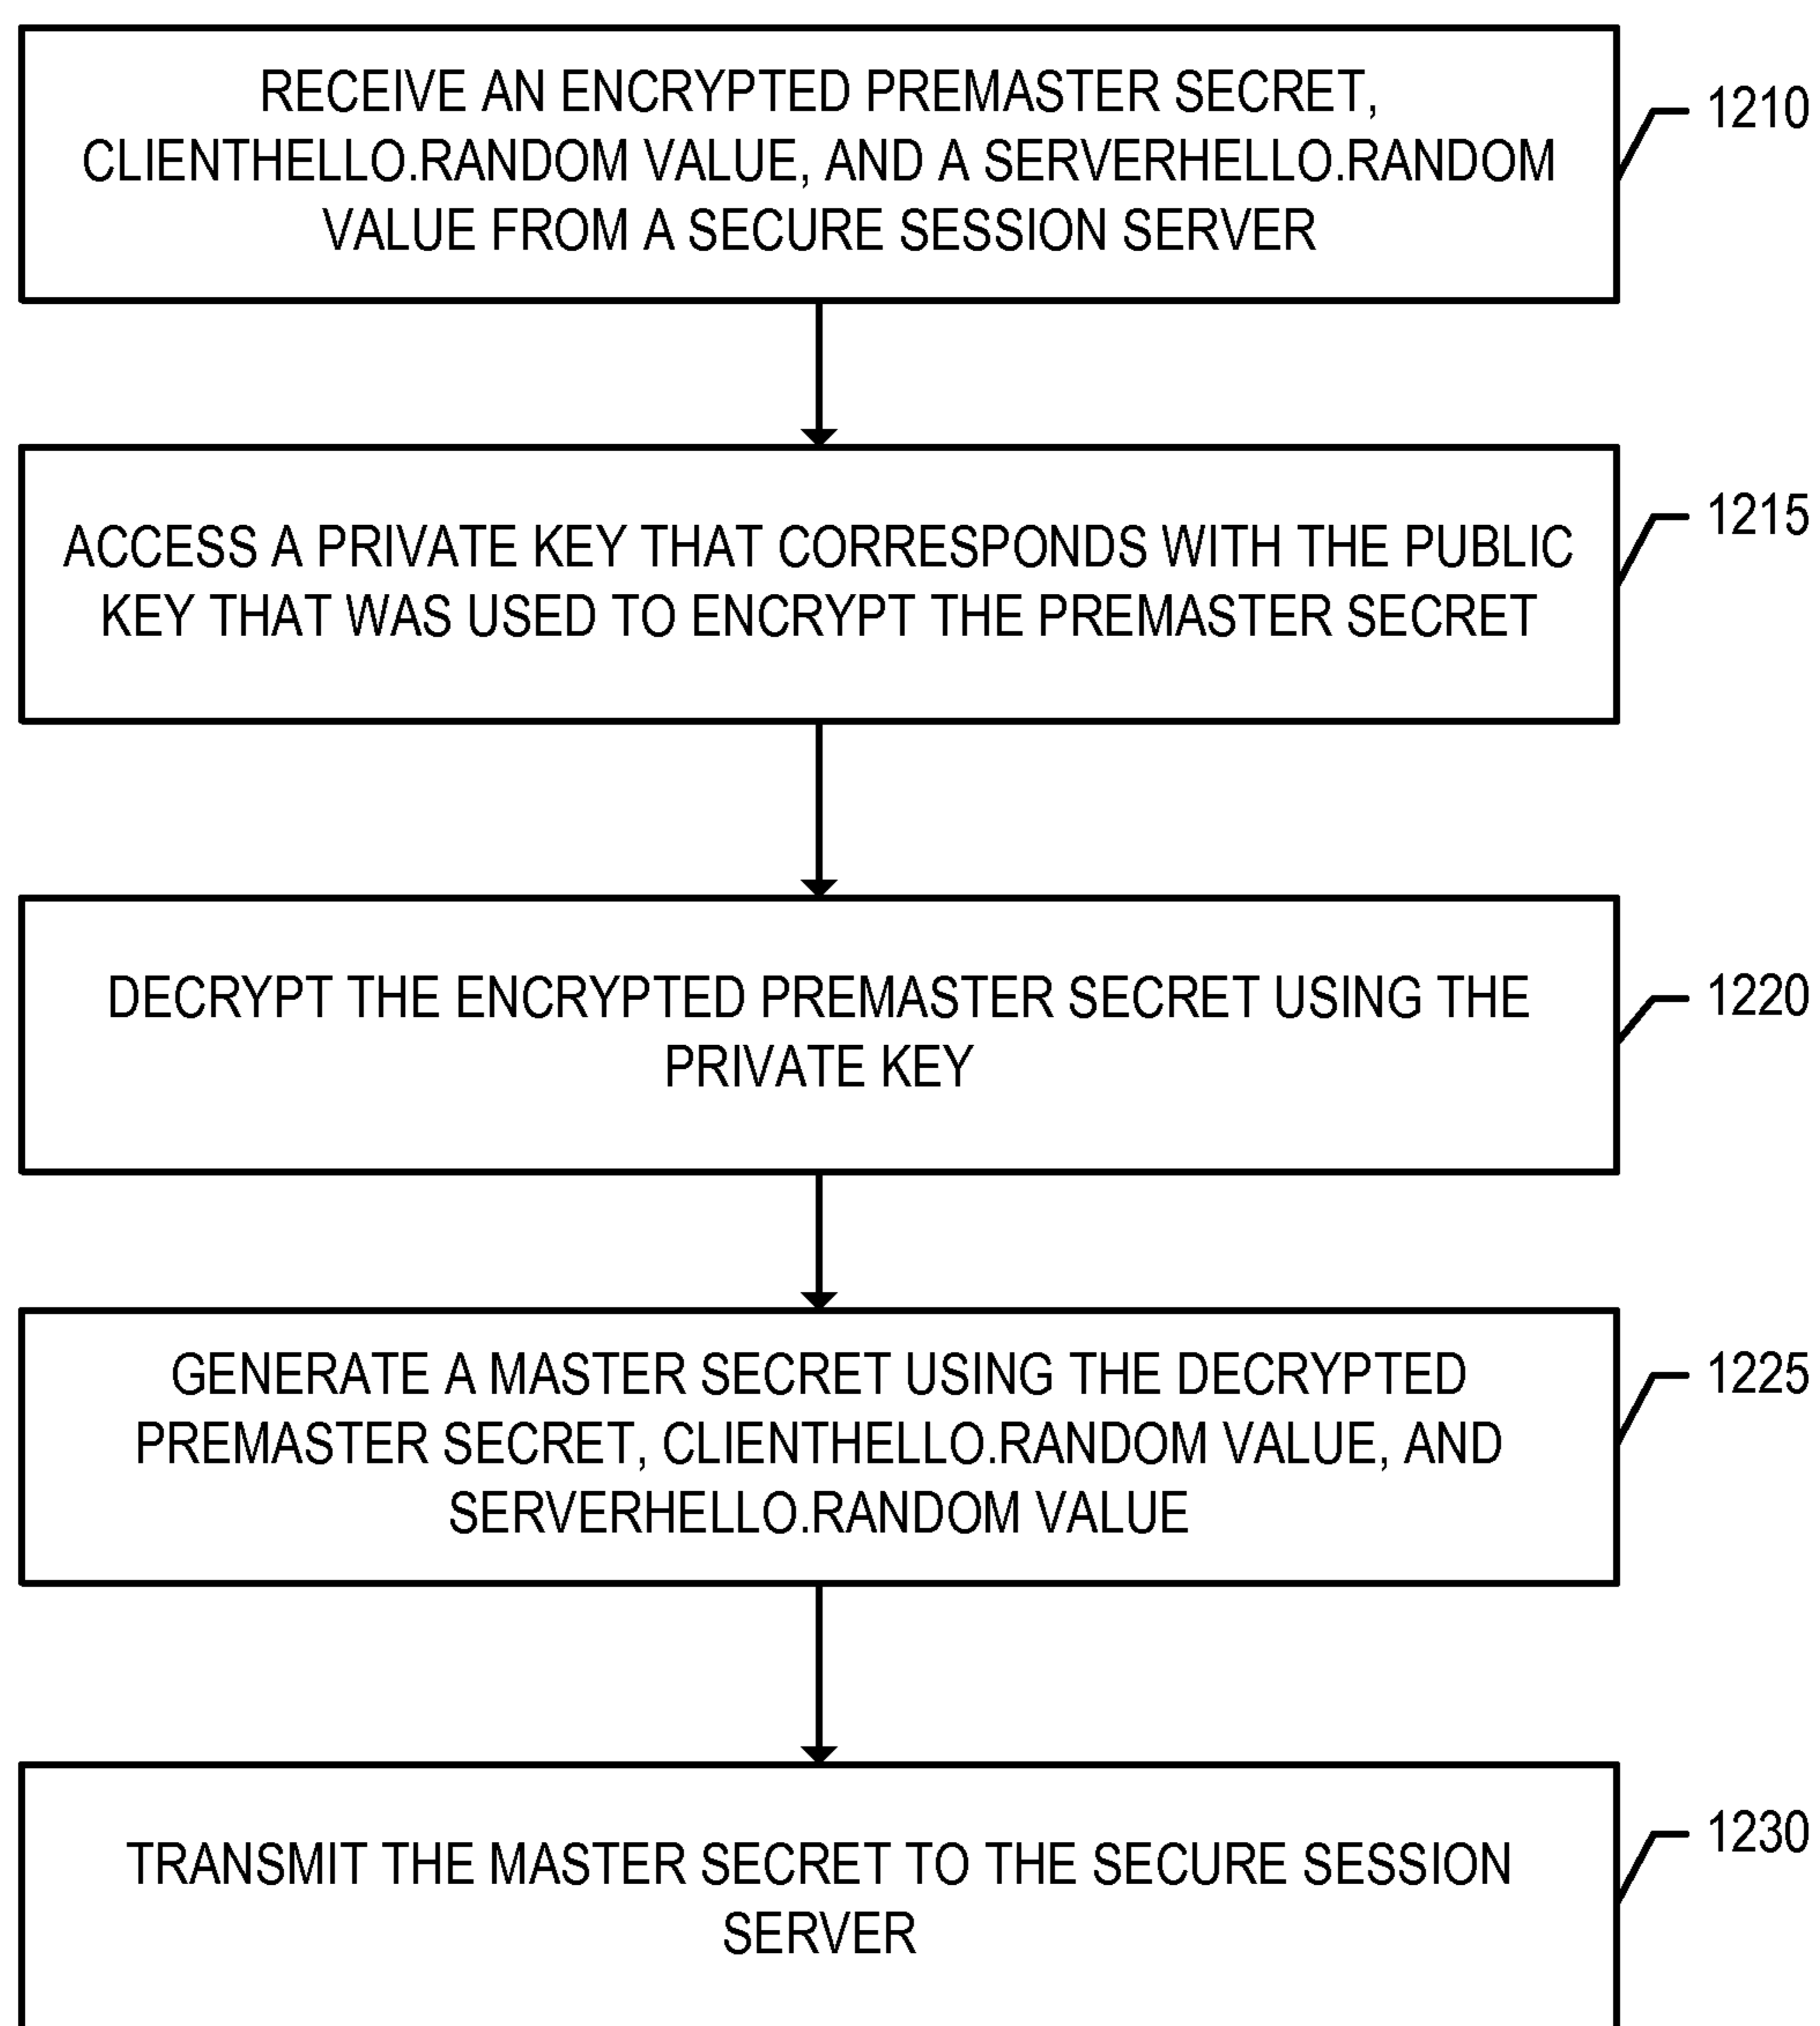 RECEIVE AN ENCRYPTED PREMASTER SECRET,
CLIENTHELLO.RANDOM VALUE, AND A SERVERHELLO.RANDOM
VALUE FROM A SECURE SESSION SERVER
1210
ACCESS A PRIVATE KEY THAT CORRESPONDS WITH THE PUBLIC
KEY THAT WAS USED TO ENCRYPT THE PREMASTER SECRET
1215
DECRYPT THE ENCRYPTED PREMASTER SECRET USING THE
PRIVATE KEY
1220
GENERATE A MASTER SECRET USING THE DECRYPTED
PREMASTER SECRET, CLIENTHELLO.RANDOM VALUE, AND
SERVERHELLO.RANDOM VALUE
1225
TRANSMIT THE MASTER SECRET TO THE SECURE SESSION
SERVER
1230